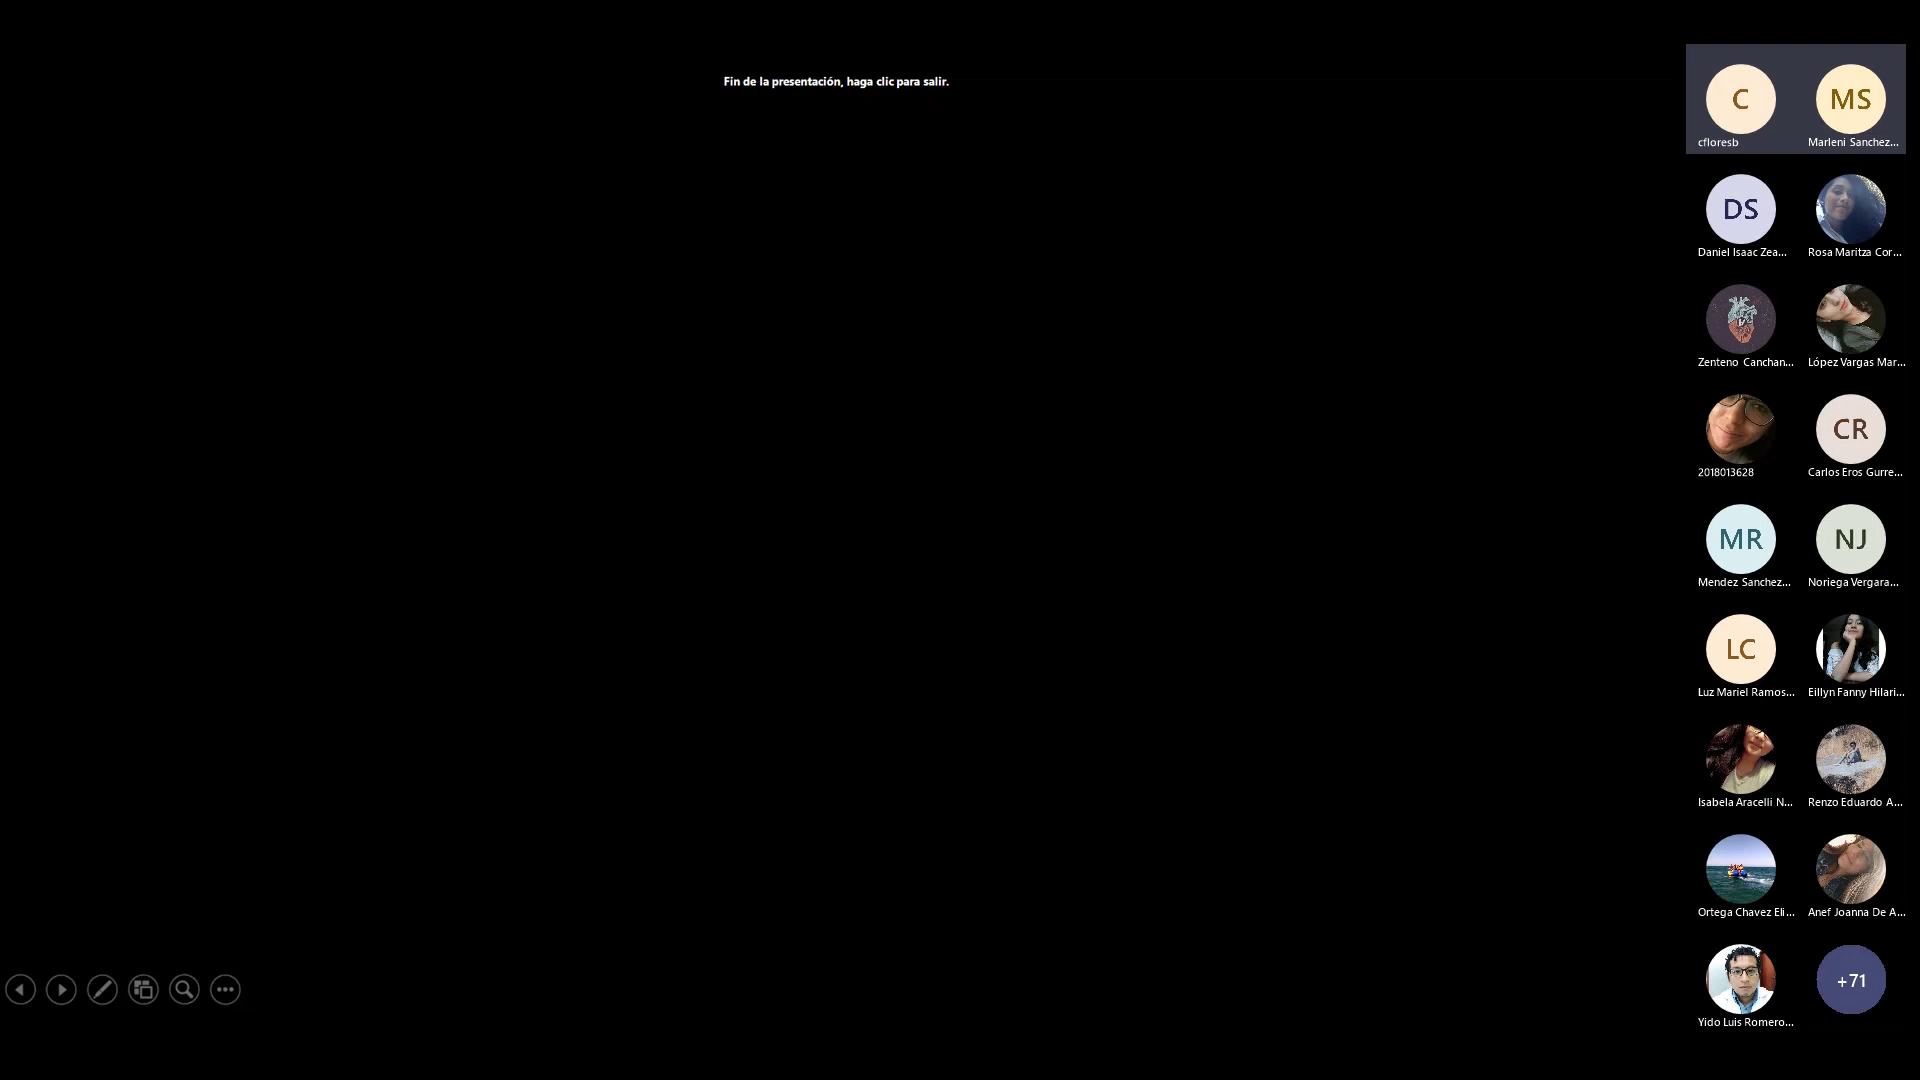 Fin de la presentación, haga clic para salir.
C
cfloresb
MS
Marleni Sanchez...
DS
Daniel Isaac Zea...
Rosa Maritza Cor...
Zenteno Canchan...
López Vargas Mar...
2018013628
CR
Carlos Eros Gurre...
MR
Mendez Sanchez...
NJ
Noriega Vergara...
LC
Luz Mariel Ramos...
Eillyn Fanny Hilari...
Isabela Aracelli N...
Renzo Eduardo A...
Ortega Chavez Eli...
Anef Joanna De A...
Yido Luis Romero...
+71